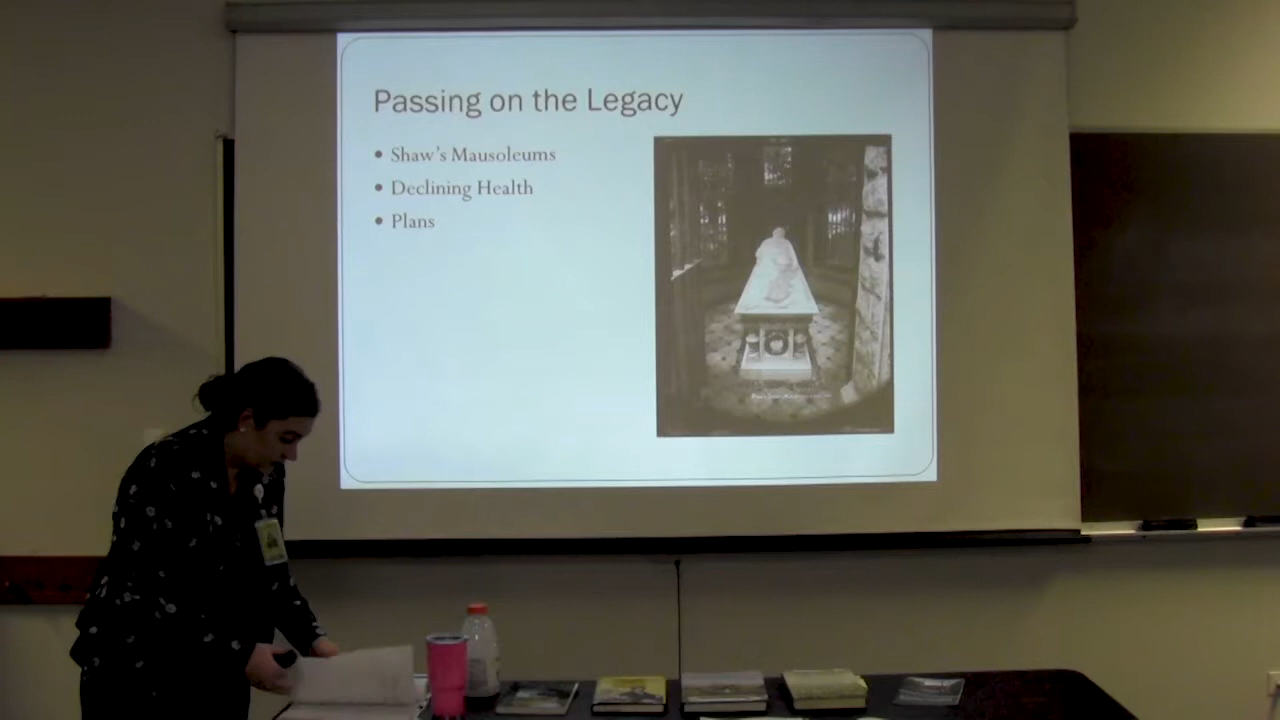 Passing on the Legacy
• Shaw's Mausoleums
• Declining Health
• Plans